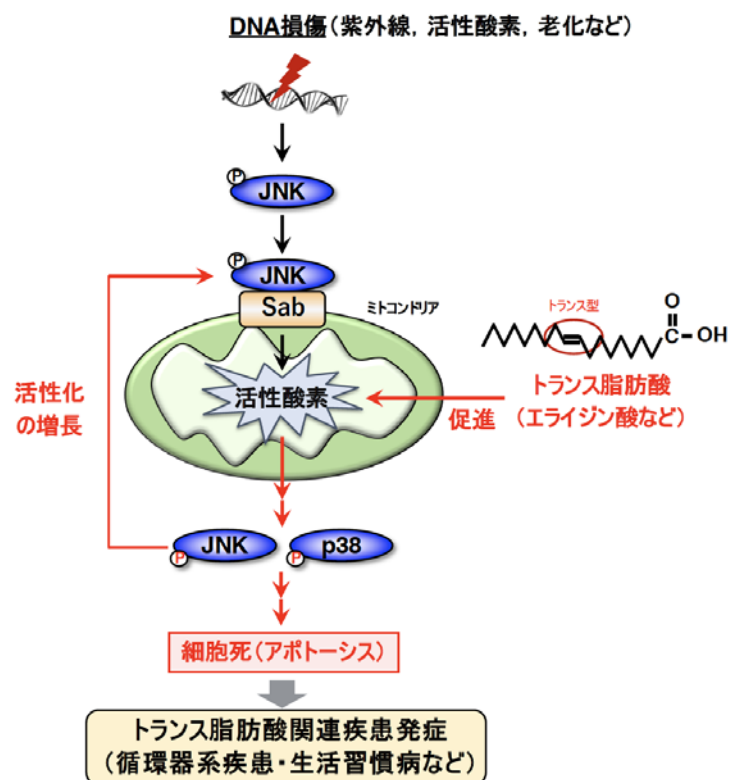 DNA損傷（紫外線，活性酸素，老化など）
P
JNK
P
JNK
Sab
ミトコンドリア
トランス型
O
C
OH
活性酸素
活性化
の増長
促進
トランス脂肪酸
（エライジン酸など）
JNK
P
p38
P
細胞死（アポトーシス）
トランス脂肪酸関連疾患発症
（循環器系疾患・生活習慣病など）